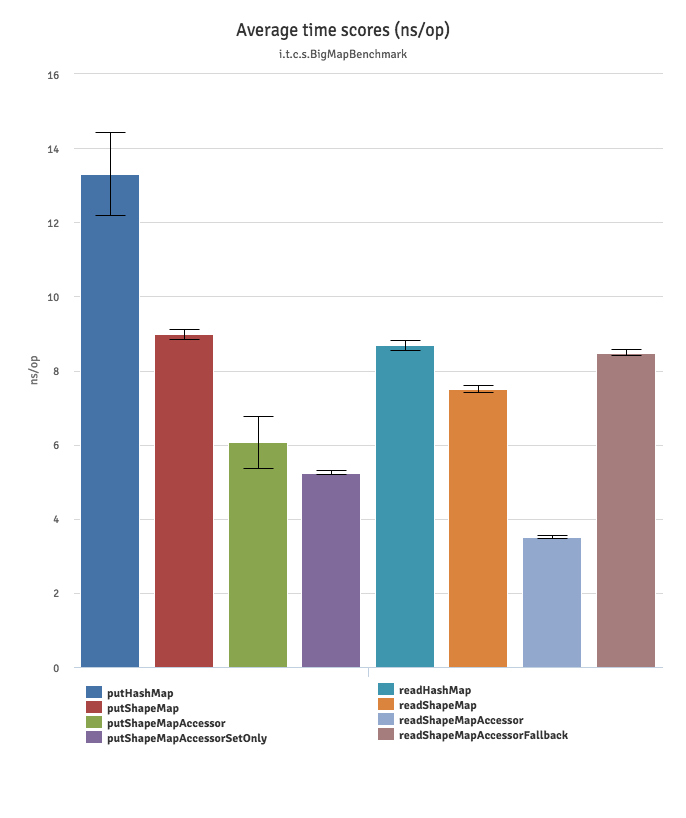 Average time scores (ns/op)
i.t.c.s.BigMapBenchmark
16
14
12
10
8
6
4
2
0
ns/op
putHashMap
putShapeMap
putShapeMapAccessor
putShapeMapAccessorSetOnly
readHashMap
readShapeMap
readShapeMapAccessor
readShapeMapAccessorFallback